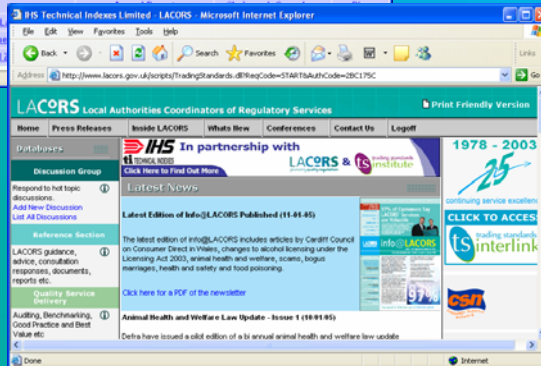 IHS Technical Indexes Limited - LACORS - Microsoft Internet Explorer
File Edit View Favorites Tools Help
Back Search Favorites
Links
Address http://www.lacors.gov.uk/scripts/TradingStandards.dll?ReqCode=START&AuthCode=2BC175C Go
LACORS Local Authorities Coordinators of Regulatory Services
Print Friendly Version
Home Press Releases Inside LACORS Whats New Conferences Contact Us Logoff
Databases
Discussion Group
Respond to hot topic
discussions.
Add New Discussion
List All Discussions
Reference Section
LACORS guidance,
advice, consultation
responses, documents,
reports etc.
Quality Service
Delivery
Auditing, Benchmarking,
Good Practice and Best
Value etc
IHS In partnership with
ti TECHNICAL INDEXES
LACORS & ts trading standards institute
Click Here to Find Out More
Latest News
Latest Edition of Info@LACORS Published (11-01-05)
The latest edition of info@LACORS includes articles by Cardiff Council
on Consumer Direct in Wales, changes to alcohol licensing under the
Licensing Act 2003, animal health and welfare, scams, bogus
marriages, health and safety and food poisoning.
Click here for a PDF of the newsletter
info@LACORS
97%
Animal Health and Welfare Law Update - Issue 1 (10.01.05)
Defra have issued a pilot edition of a bi annual animal health and welfare law update
1978 - 2003
25
continuing service excellen
CLICK TO ACCES
ts trading standards
interlink
csn
Done
Internet